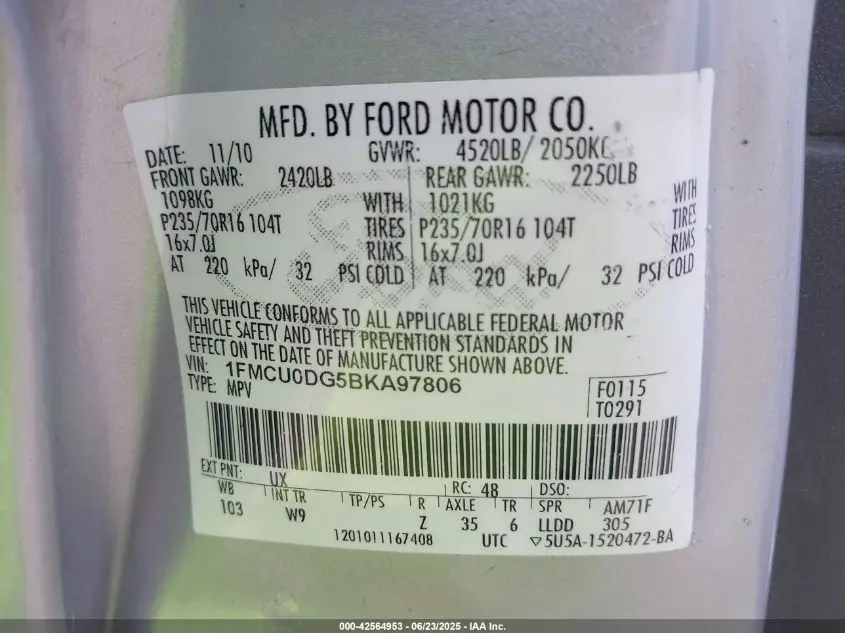 MFD. BY FORD MOTOR CO.
DATE: 11/10 GVWR: 4520LB/ 2050KG
FRONT GAWR: 2420LB REAR GAWR: 2250LB
1098KG WITH 1021KG WITH
P235/70R16 104T TIRES P235/70R16 104T TIRES
16x7.0J RIMS 16x7.0J RIMS
AT 220 kPa/ 32 PSI COLD AT 220 kPa/ 32 PSI COLD
THIS VEHICLE CONFORMS TO ALL APPLICABLE FEDERAL MOTOR
VEHICLE SAFETY AND THEFT PREVENTION STANDARDS IN
EFFECT ON THE DATE OF MANUFACTURE SHOWN ABOVE.
VIN: 1FMCU0DG5BKA97806
TYPE: MPV F0115
T0291
EXT PNT: UX RC: 48 DSO:
WB INT TR TP/PS R AXLE TR SPR AM71F
103 W9 Z 35 6 LLDD 305
1201011167408 UTC ▽5U5A-1520472-BA
000-42564953 - 06/23/2025 - IAA Inc.